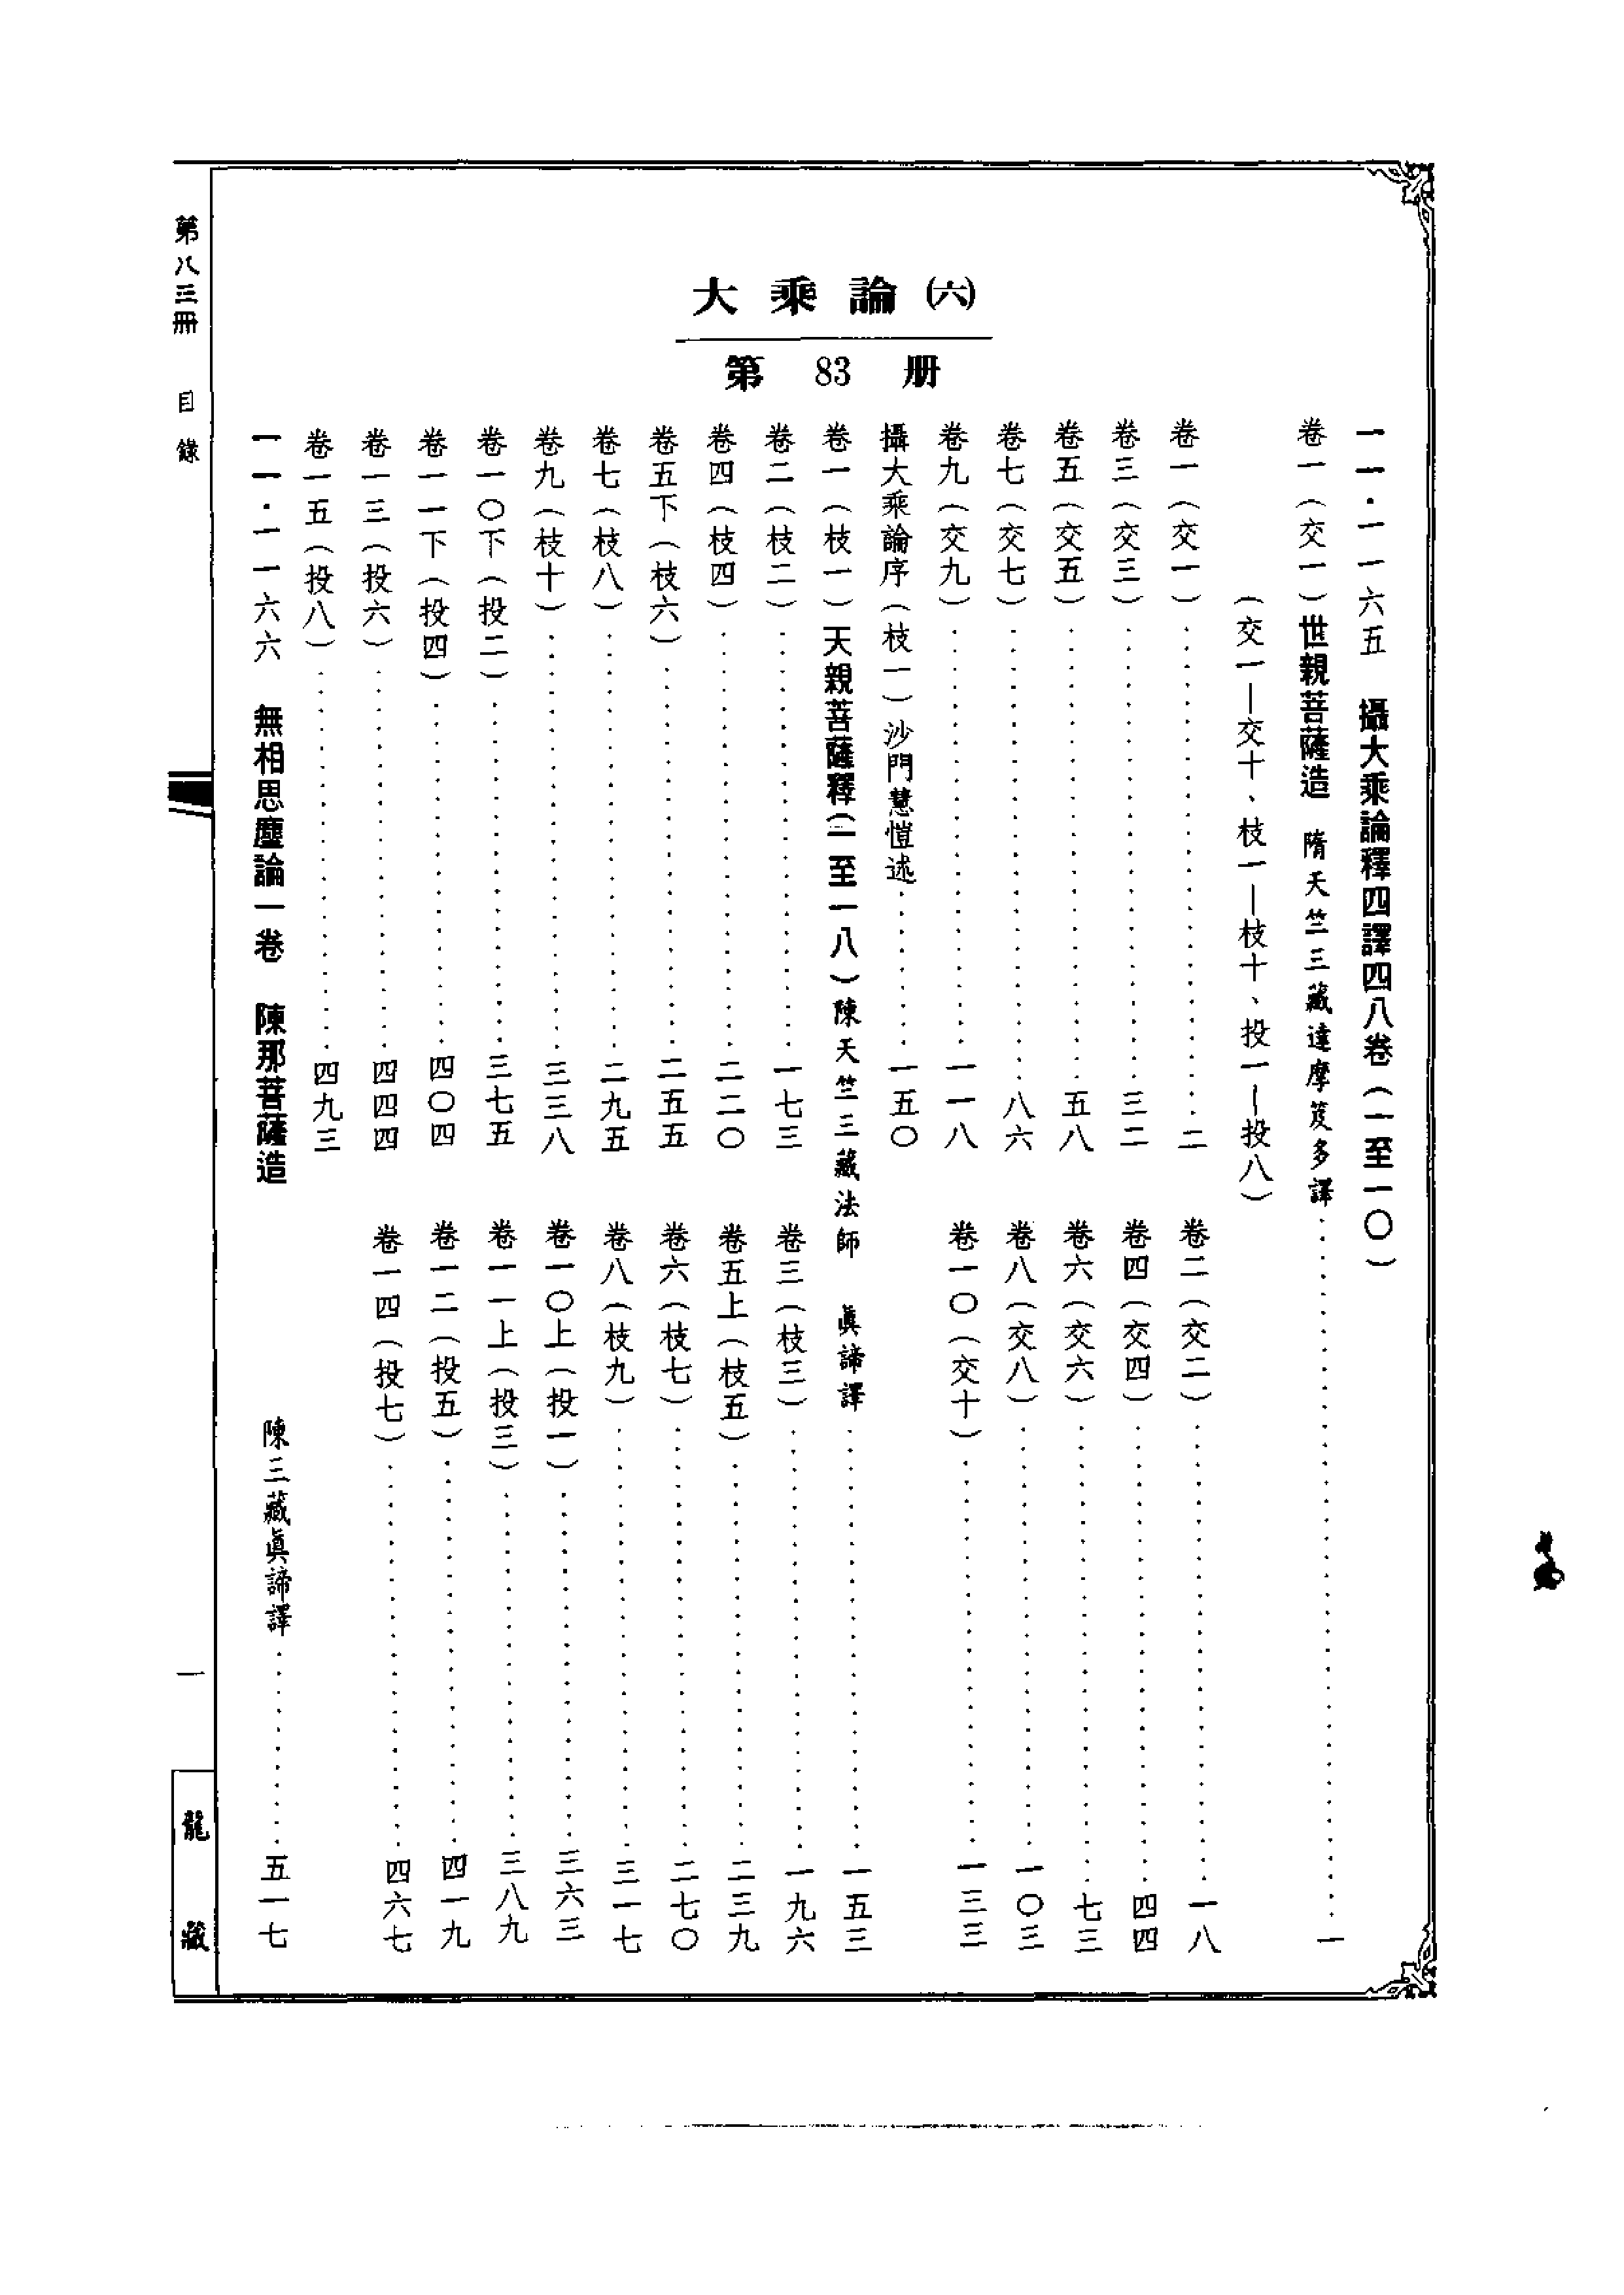 大乘論(六)
第 83 册
一一·一一六五 攝大乘論釋四譯四八卷(一至一〇)
卷一(交一)世親菩薩造 隋天竺三藏達摩笈多譯……一
(交一—交十、枝一—枝十、投一—投八)
卷一(交一)……二 卷二(交二)……一八
卷三(交三)……三二 卷四(交四)……四四
卷五(交五)……五八 卷六(交六)……七三
卷七(交七)……八六 卷八(交八)……一〇三
卷九(交九)……一一八 卷一〇(交十)……一三三
攝大乘論序(枝一)沙門慧愷述……一五〇
卷一(枝一)天親菩薩釋(一一至一八)陳天竺三藏法師 眞諦譯……一五三
卷二(枝二)……一七三 卷三(枝三)……一九六
卷四(枝四)……二二〇 卷五上(枝五)……二三九
卷五下(枝六)……二五五 卷六(枝七)……二七〇
卷七(枝八)……二九五 卷八(枝九)……三一七
卷九(枝十)……三三八 卷一〇上(投一)……三六三
卷一〇下(投二)……三七五 卷一一上(投三)……三八九
卷一一下(投四)……四〇四 卷一二(投五)……四一九
卷一三(投六)……四四四 卷一四(投七)……四六七
卷一五(投八)……四九三
一一·一一六六 無相思塵論一卷 陳那菩薩造 陳三藏眞諦譯……五一七
第八三冊 目錄
一
龍藏